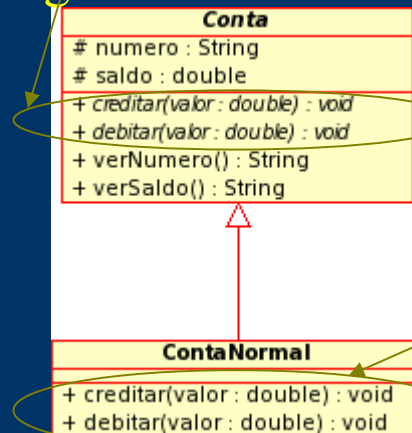 Conta
# numero : String
# saldo : double
+ creditar(valor : double) : void
+ debitar(valor : double) : void
+ verNumero() : String
+ verSaldo() : String
ContaNormal
+ creditar(valor : double) : void
+ debitar(valor : double) : void